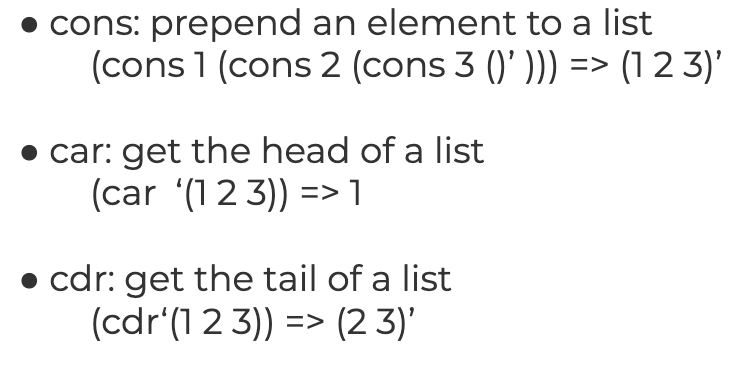 ● cons: prepend an element to a list
(cons 1 (cons 2 (cons 3 ()’ ))) => (1 2 3)’
● car: get the head of a list
(car  ‘(1 2 3)) => 1
● cdr: get the tail of a list
(cdr‘(1 2 3)) => (2 3)’